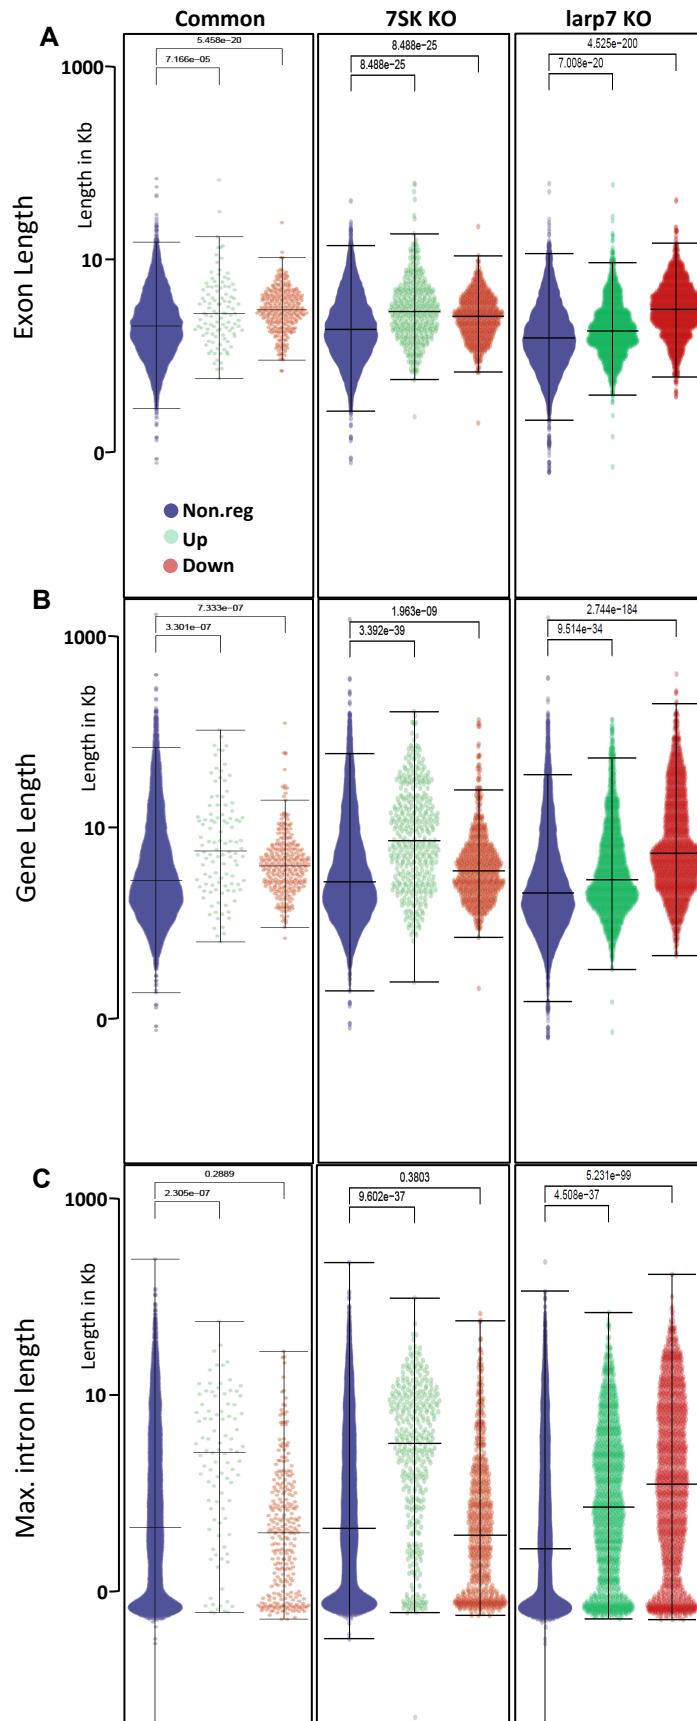 Common
7SK KO
larp7 KO
A
1000
10
0
Length in Kb
Exon Length
5.458e−20
7.166e−05
8.488e-25
8.488e-25
4.525e-200
7.008e-20
Non.reg
Up
Down
B
1000
10
0
Length in Kb
Gene Length
7.333e−07
3.301e−07
1.963e-09
3.392e-39
2.744e-184
9.514e-34
C
1000
10
0
Length in Kb
Max. intron length
0.2889
2.305e−07
0.3803
9.602e-37
5.231e-99
4.508e-37